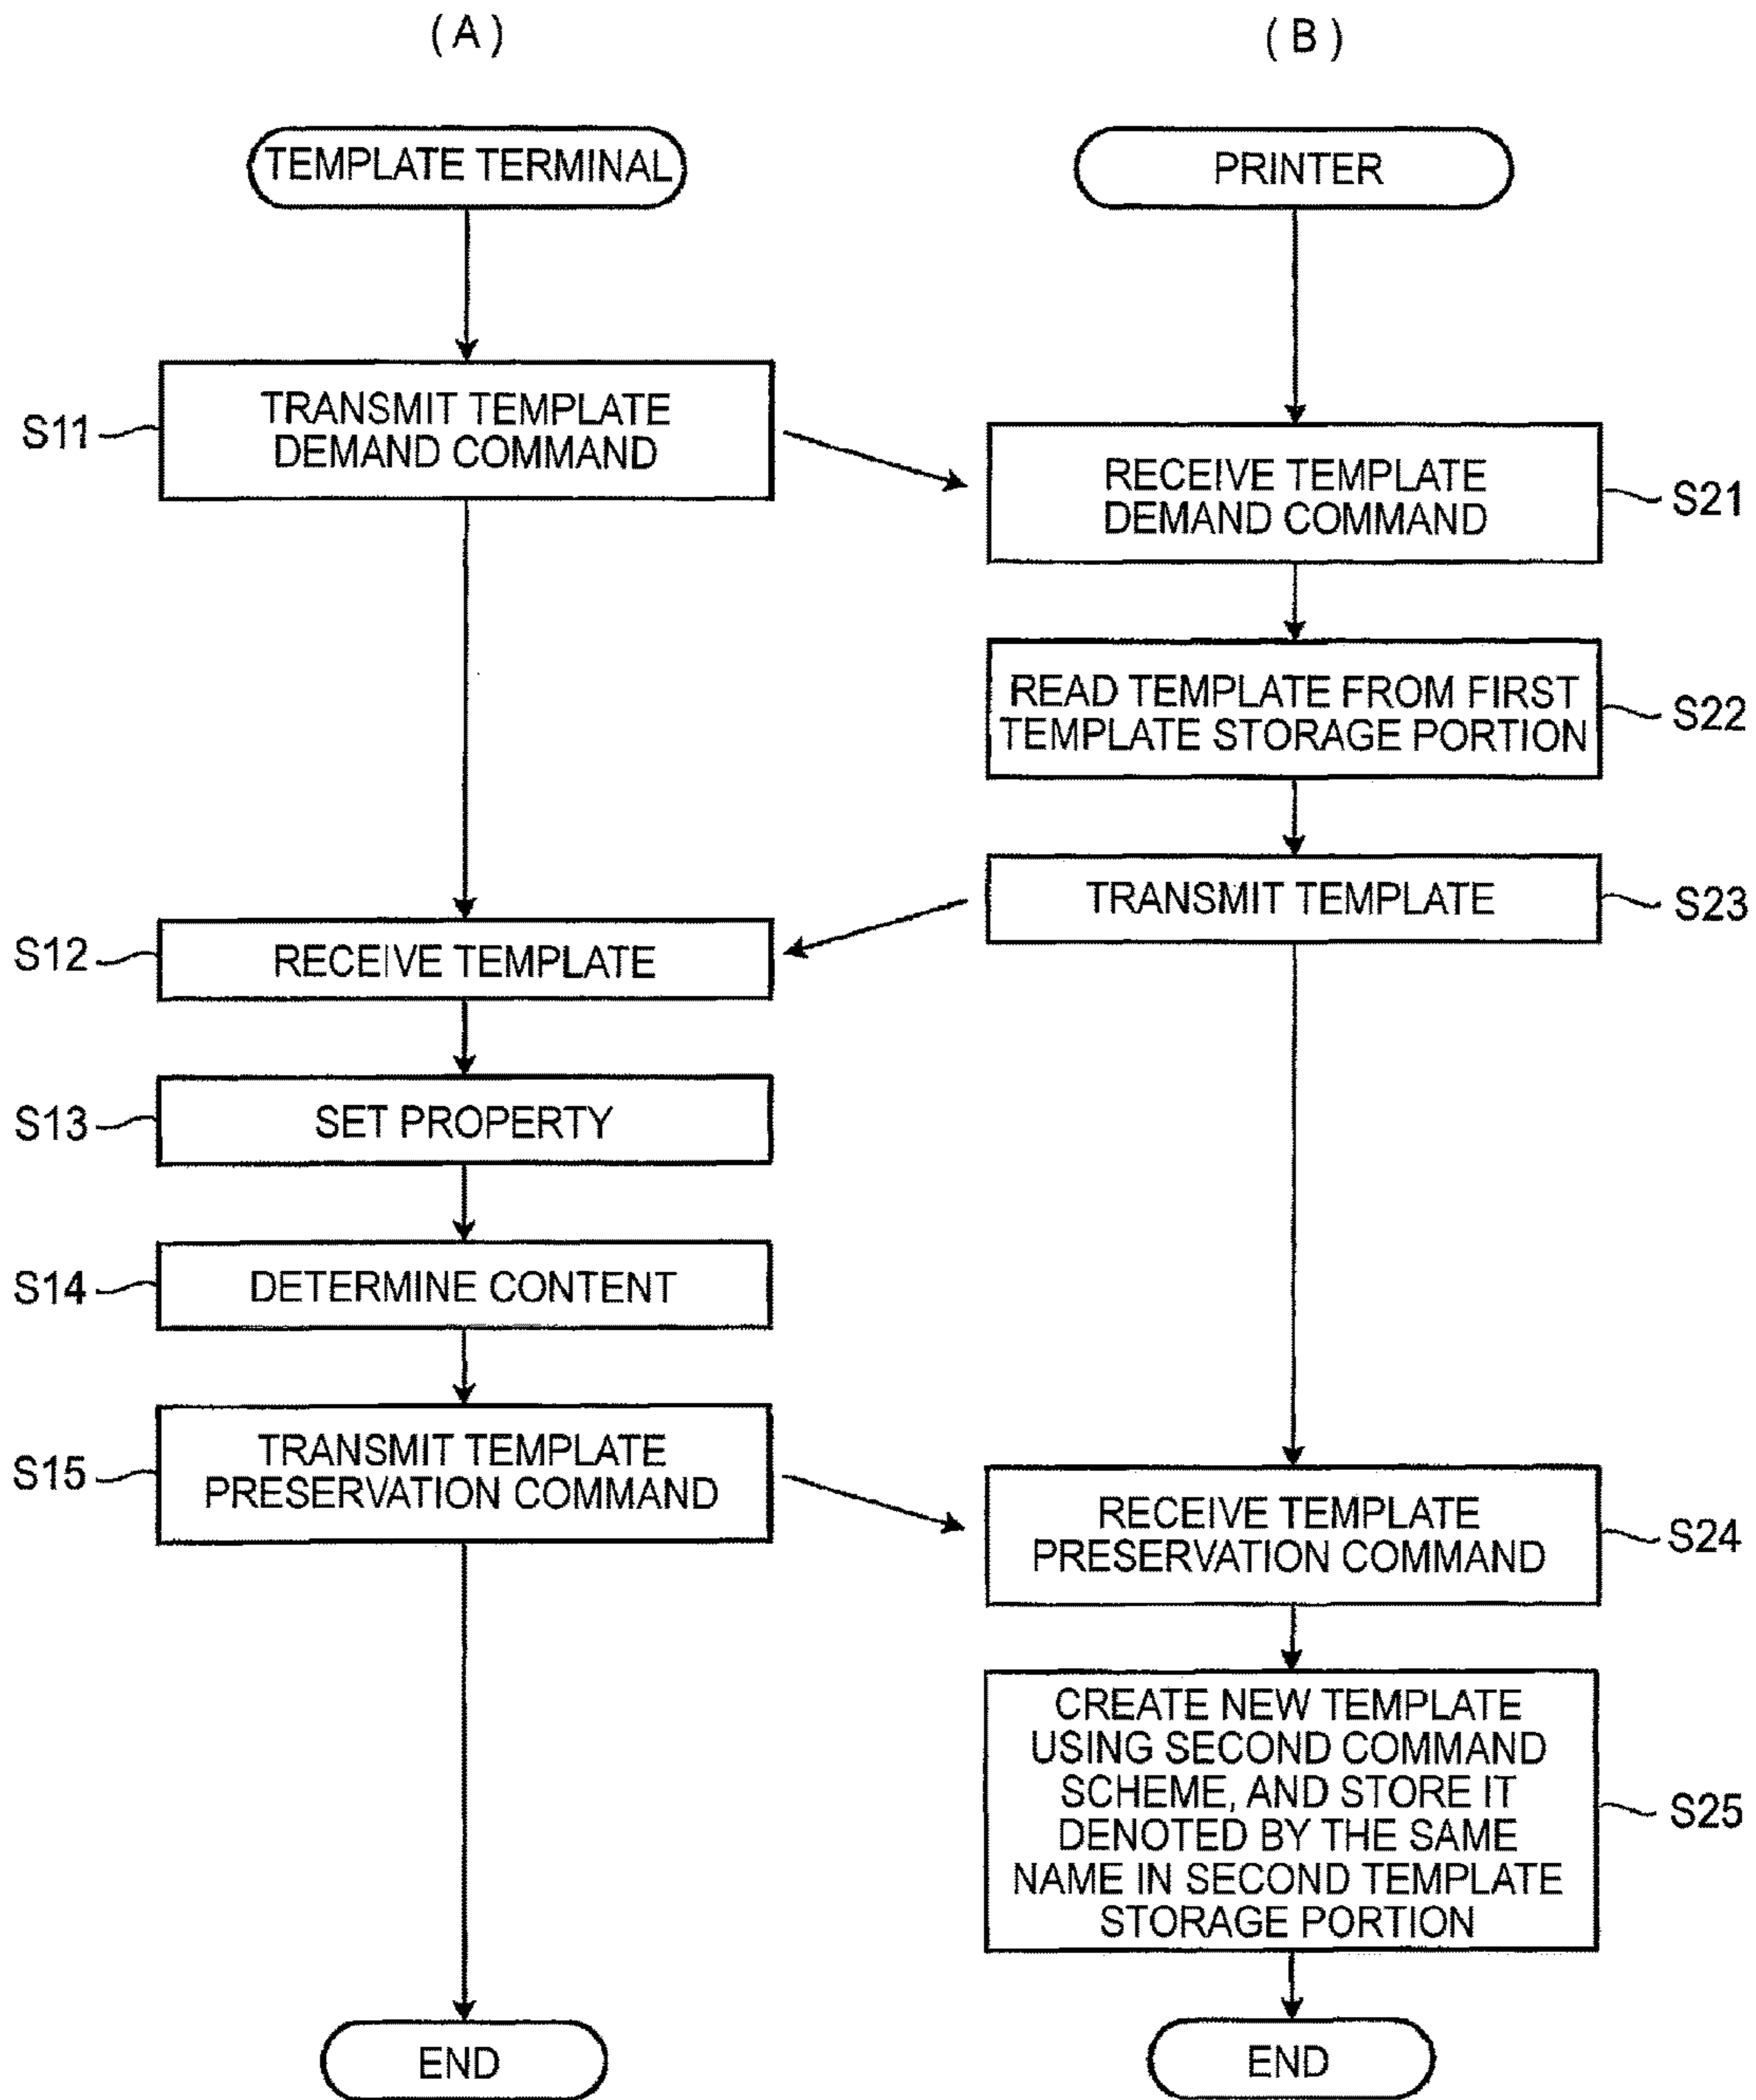 (A)
TEMPLATE TERMINAL
S11
TRANSMIT TEMPLATE
DEMAND COMMAND
S12
RECEIVE TEMPLATE
S13
SET PROPERTY
S14
DETERMINE CONTENT
S15
TRANSMIT TEMPLATE
PRESERVATION COMMAND
END
(B)
PRINTER
RECEIVE TEMPLATE
DEMAND COMMAND
S21
READ TEMPLATE FROM FIRST
TEMPLATE STORAGE PORTION
S22
TRANSMIT TEMPLATE
S23
RECEIVE TEMPLATE
PRESERVATION COMMAND
S24
CREATE NEW TEMPLATE
USING SECOND COMMAND
SCHEME, AND STORE IT
DENOTED BY THE SAME
NAME IN SECOND TEMPLATE
STORAGE PORTION
S25
END